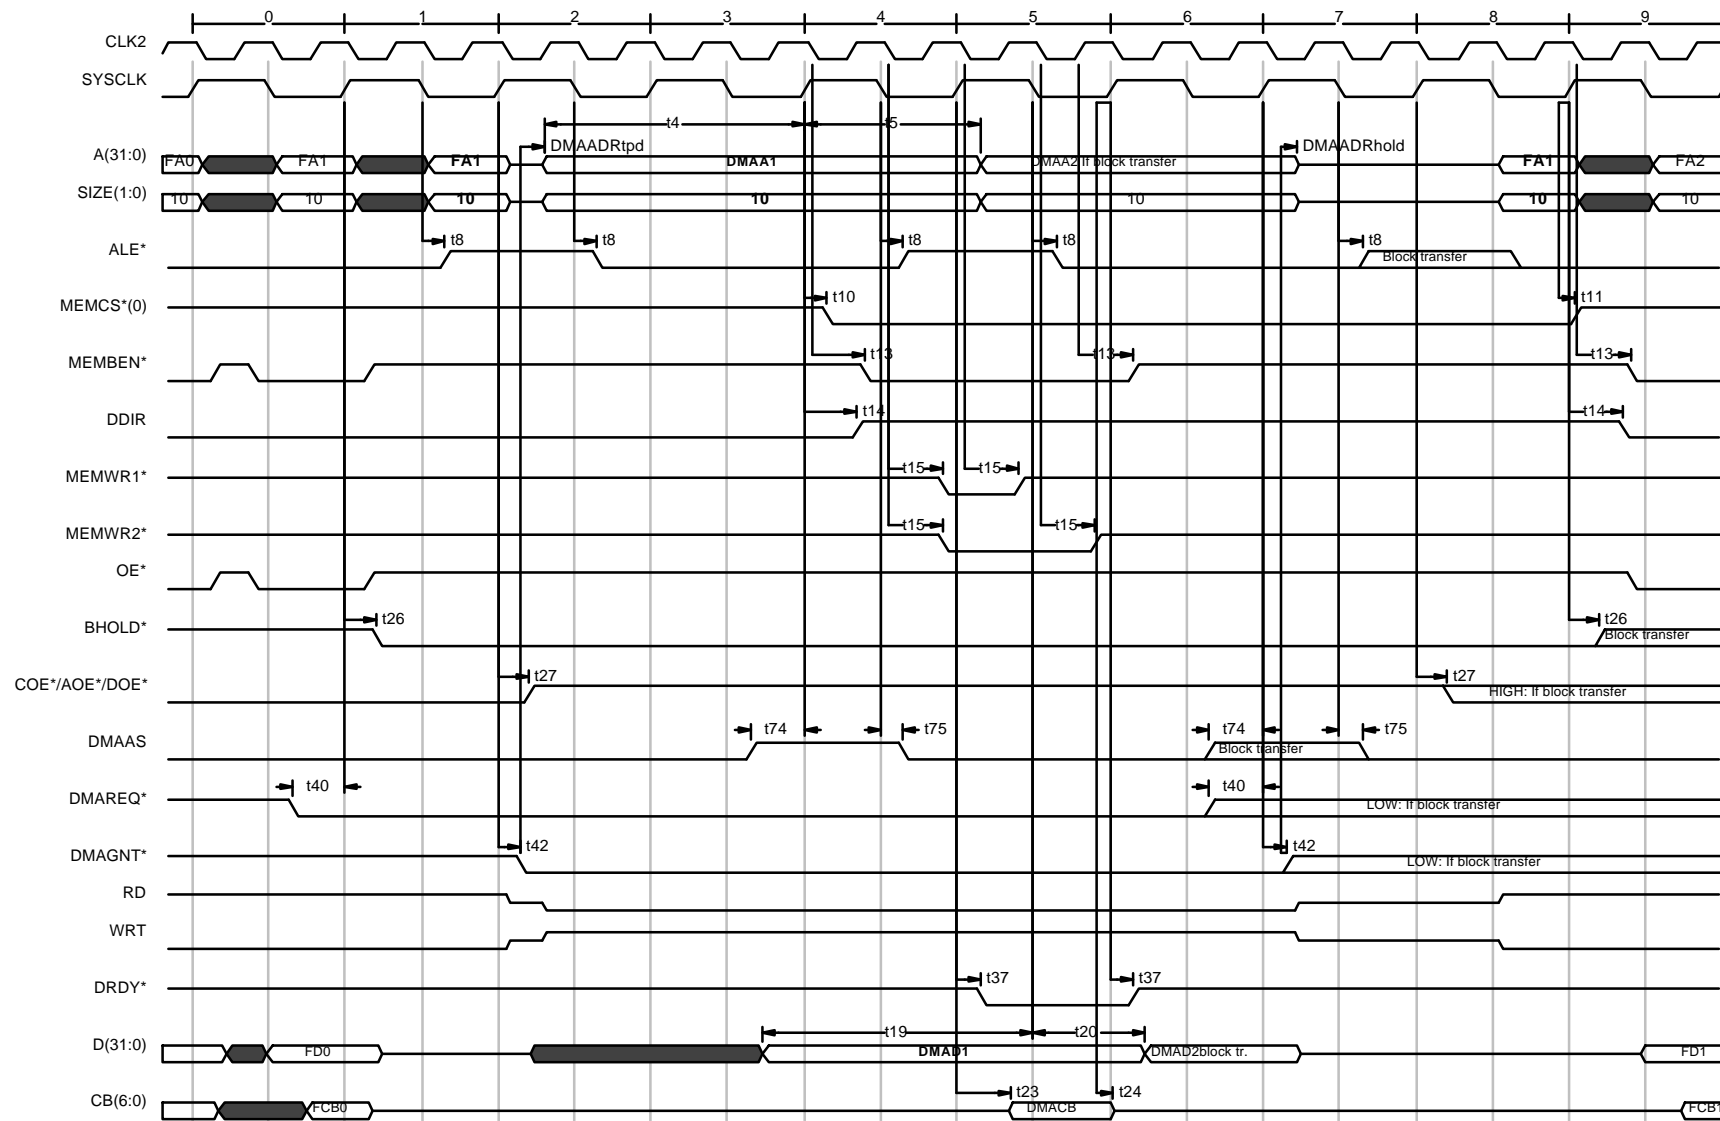 0 1 2 3 4 5 6 7 8 9
CLK2
SYSCLK
t4 t5
DMAADRtpd DMAADRhold
A(31:0) FA0 FA1 FA1 DMAA1 DMAA2 If block transfer FA1 FA2
SIZE(1:0) 10 10 10 10 10 10 10
t8 t8 t8 t8 t8
ALE* Block transfer
t10 t11
MEMCS*(0)
t13 t13 t13
MEMBEN*
t14 t14
DDIR
t15 t15
MEMWR1*
t15 t15
MEMWR2*
OE*
t26 t26
BHOLD* Block transfer
t27 t27
COE*/AOE*/DOE* HIGH: If block transfer
t74 t75 t74 t75
DMAAS Block transfer
t40 t40
DMAREQ* LOW: If block transfer
t42 t42
DMAGNT* LOW: If block transfer
RD
WRT
t37 t37
DRDY*
t19 t20
D(31:0) FD0 DMAD1 DMAD2block tr. FD1
t23 t24
CB(6:0) FCB0 DMACB FCB1